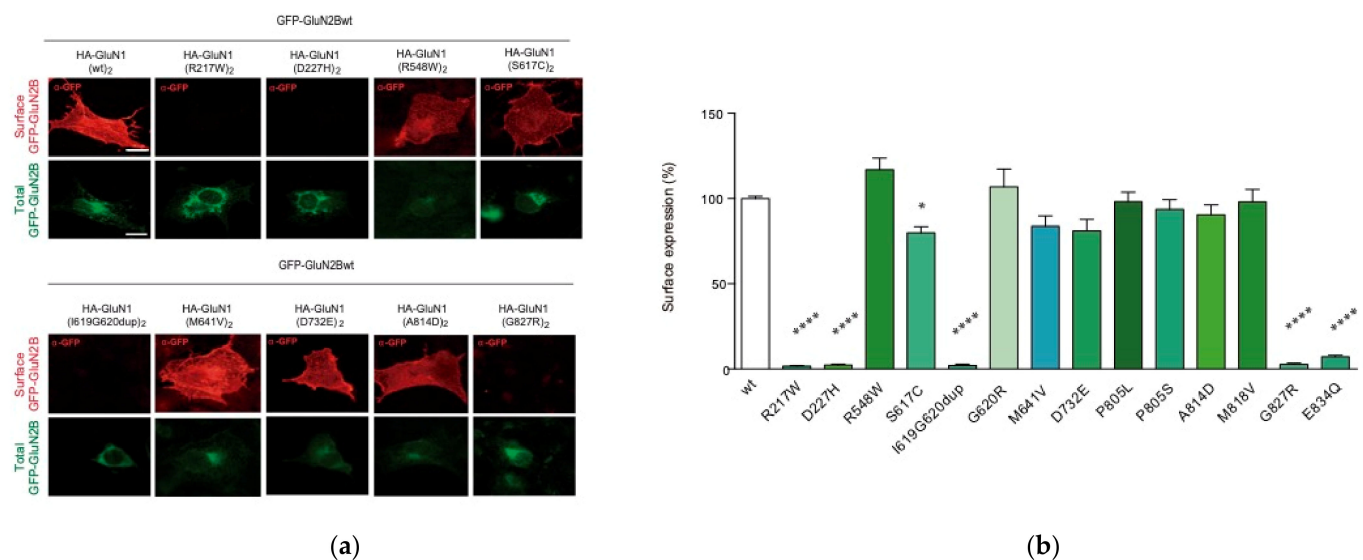 GFP-GluN2Bwt
HA-GluN1 HA-GluN1 HA-GluN1 HA-GluN1 HA-GluN1
(wt)2 (R217W)2 (D227H)2 (R548W)2 (S617C)2
Surface
GFP-GluN2B
α-GFP α-GFP α-GFP α-GFP α-GFP
Total
GFP-GluN2B
GFP-GluN2Bwt
HA-GluN1 HA-GluN1 HA-GluN1 HA-GluN1 HA-GluN1
(I619G620dup)2 (M641V)2 (D732E)2 (A814D)2 (G827R)2
Surface
GFP-GluN2B
α-GFP α-GFP α-GFP α-GFP α-GFP
Total
GFP-GluN2B
(a)
Surface expression (%)
150
100
50
0
**** **** * **** **** ****
wt R217W D227H R548W S617C I619G620dup G620R M641V D732E P805L P805S A814D M818V G827R E834Q
(b)